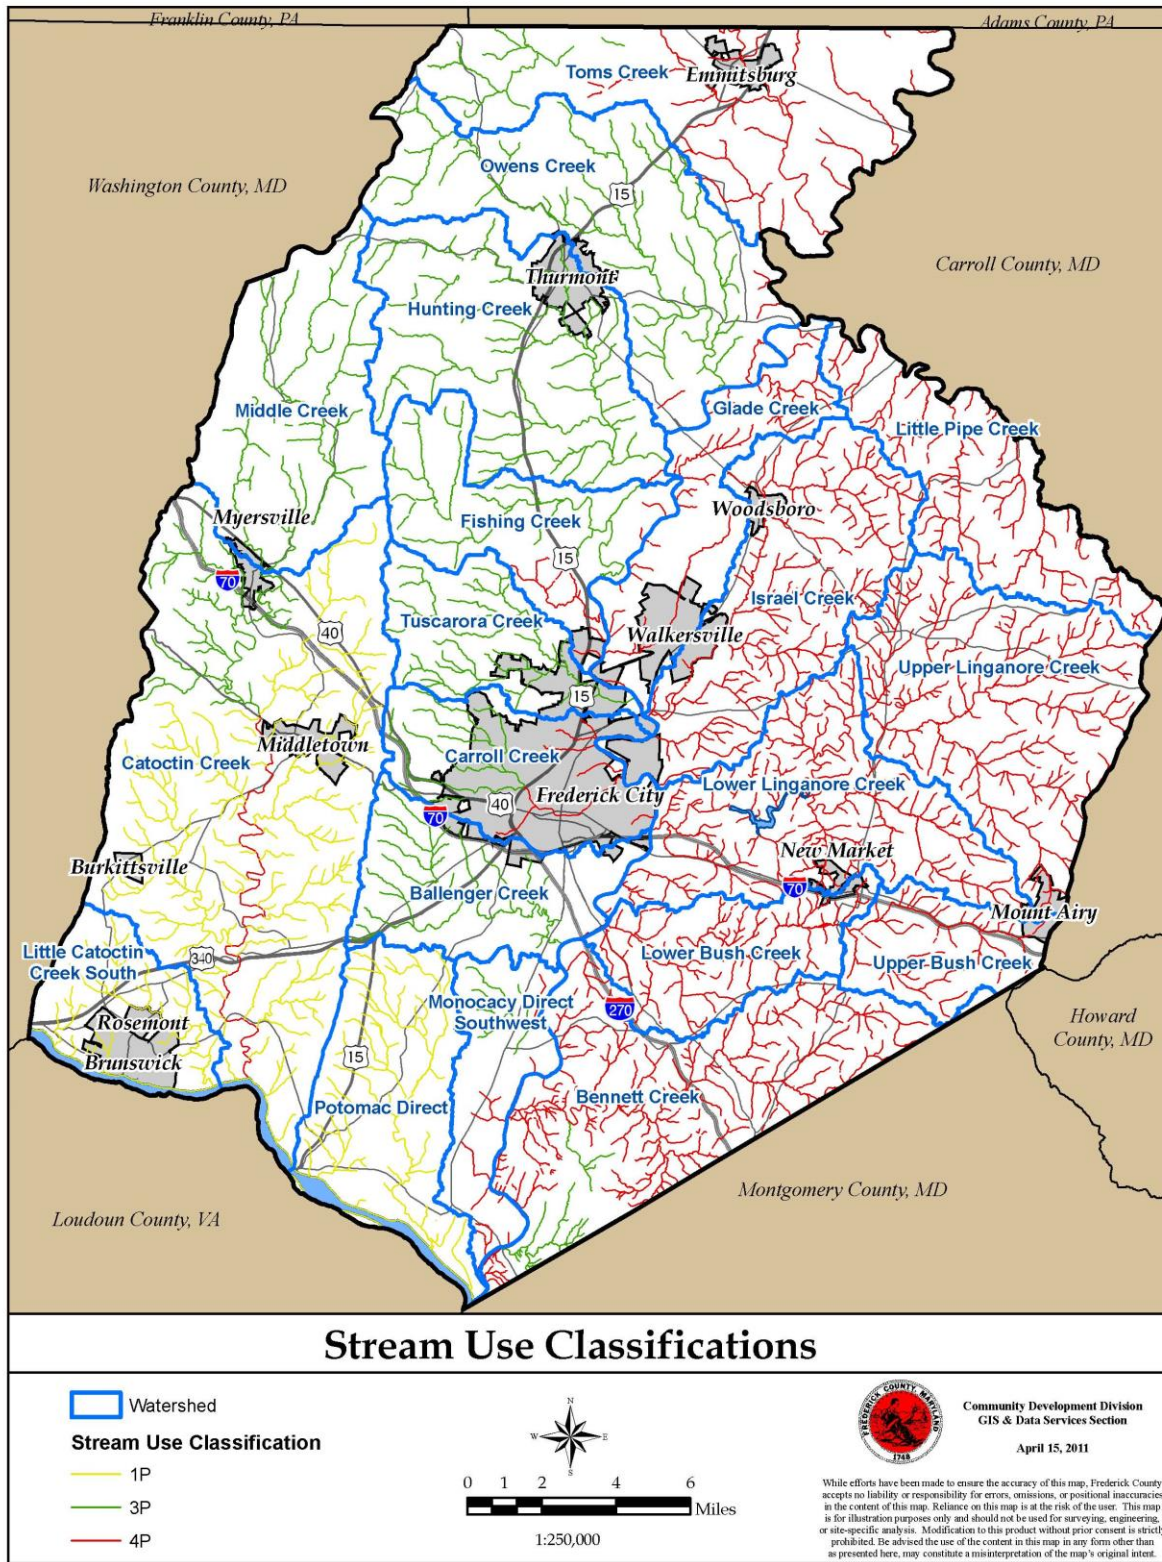 Franklin County, PA
Adams County, PA
Toms Creek
Emmitsburg
Owens Creek
Washington County, MD
15
Carroll County, MD
Thurmont
Hunting Creek
Middle Creek
Glade Creek
Little Pipe Creek
Myersville
Woodsboro
Fishing Creek
15
70
Israel Creek
Tuscarora Creek
40
Walkersville
Upper Linganore Creek
15
Middletown
Catoctin Creek
Carroll Creek
Lower Linganore Creek
Frederick City
40
70
New Market
Burkittsville
70
Ballenger Creek
Mount Airy
Little Catoctin
Creek South
340
Lower Bush Creek
Upper Bush Creek
Monocacy Direct
Southwest
270
Rosemont
Howard
County, MD
Brunswick
15
Potomac Direct
Bennett Creek
Montgomery County, MD
Loudoun County, VA
Stream Use Classifications
Watershed
Stream Use Classification
1P
3P
4P
N
W
E
S
0 1 2 4 6
Miles
1:250,000
FREDERICK COUNTY, MARYLAND
1748
Community Development Division
GIS & Data Services Section
April 15, 2011
While efforts have been made to ensure the accuracy of this map, Frederick County
accepts no liability or responsibility for errors, omissions, or positional inaccuracies
in the content of this map. Reliance on this map is at the risk of the user. This map
is for illustration purposes only and should not be used for surveying, engineering,
or site-specific analysis. Modification to this product without prior consent is strictly
prohibited. Be advised the use of the content in this map in any form other than
as presented here, may constitute a misinterpretation of the map's original intent.